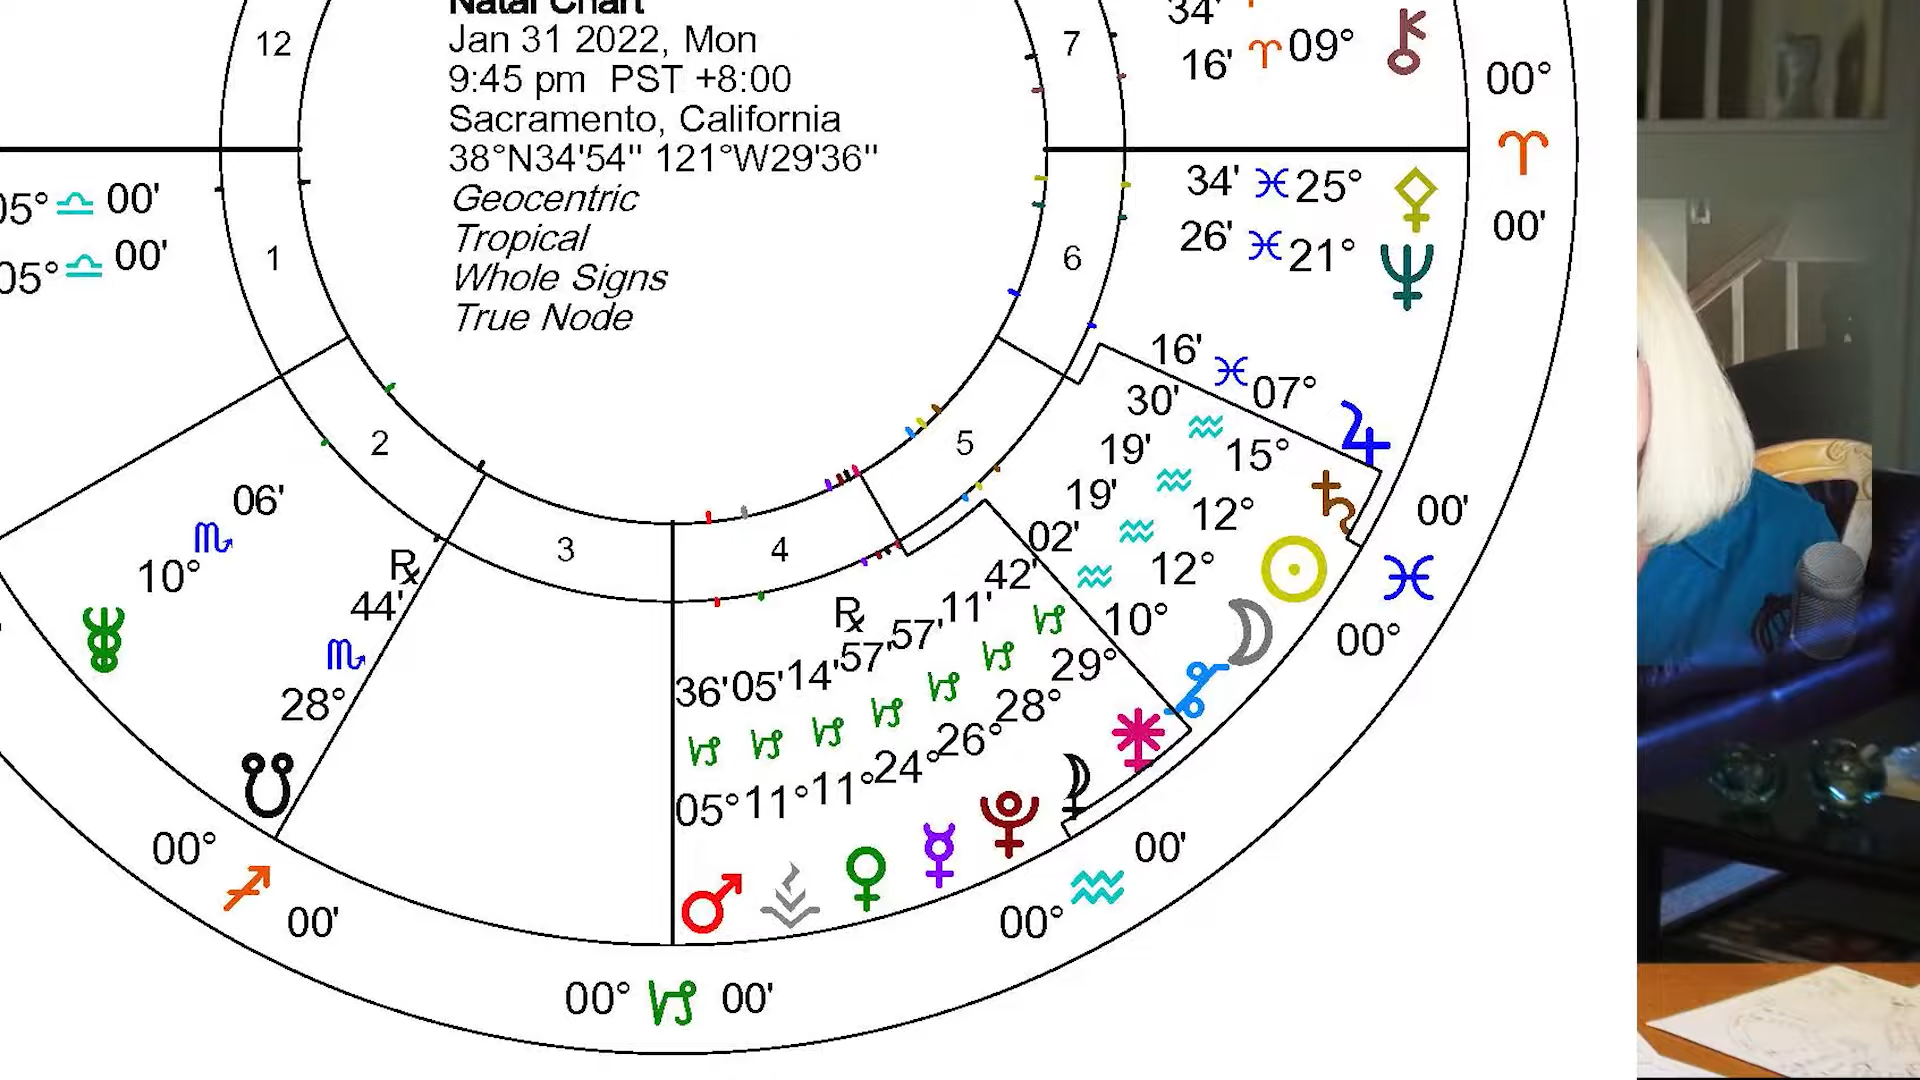 Natal Chart
Jan 31 2022, Mon
9:45 pm PST +8:00
Sacramento, California
38°N34'54" 121°W29'36"
Geocentric
Tropical
Whole Signs
True Node
12
1
2
3
4
5
6
7
05° ♎ 00'
05° ♎ 00'
34' ♈
16' ♈ 09°
00° ♈ 00'
34' ♓ 25°
26' ♓ 21°
16' ♓ 07°
30' ♒ 15°
19' ♒ 12°
19' ♒ 12°
02' ♒ 10°
42' ♑ 29°
11' ♑ 28°
57' ♑ 26°
℞ 57' ♑ 24°
14' ♑ 11°
05' ♑ 11°
36' ♑ 05°
06' ♏ 10°
℞ 44' ♏ 28°
00° ♐ 00'
00° ♑ 00'
00° ♒ 00'
00° ♓ 00'